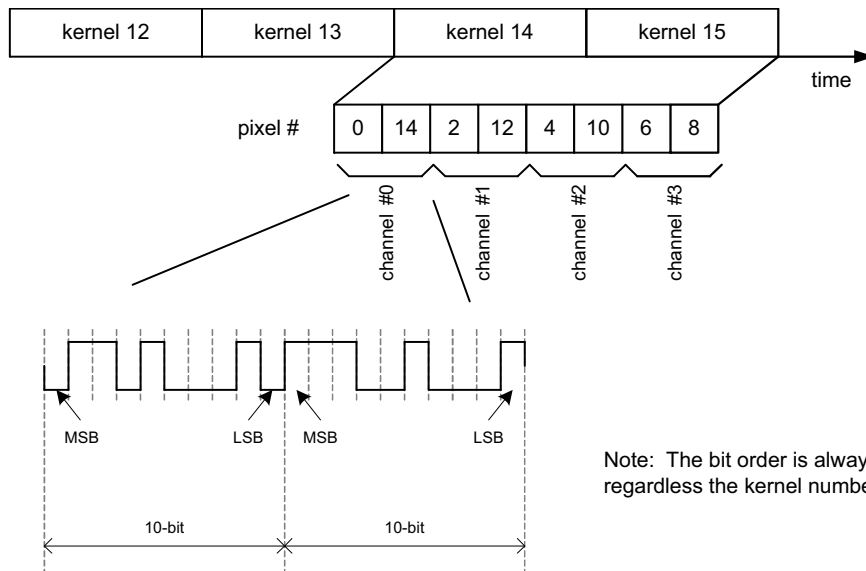 kernel 12 kernel 13 kernel 14 kernel 15
time
pixel # 0 14 2 12 4 10 6 8
channel #0 channel #1 channel #2 channel #3
MSB LSB MSB LSB
Note: The bit order is alway
regardless the kernel numbe
10-bit 10-bit